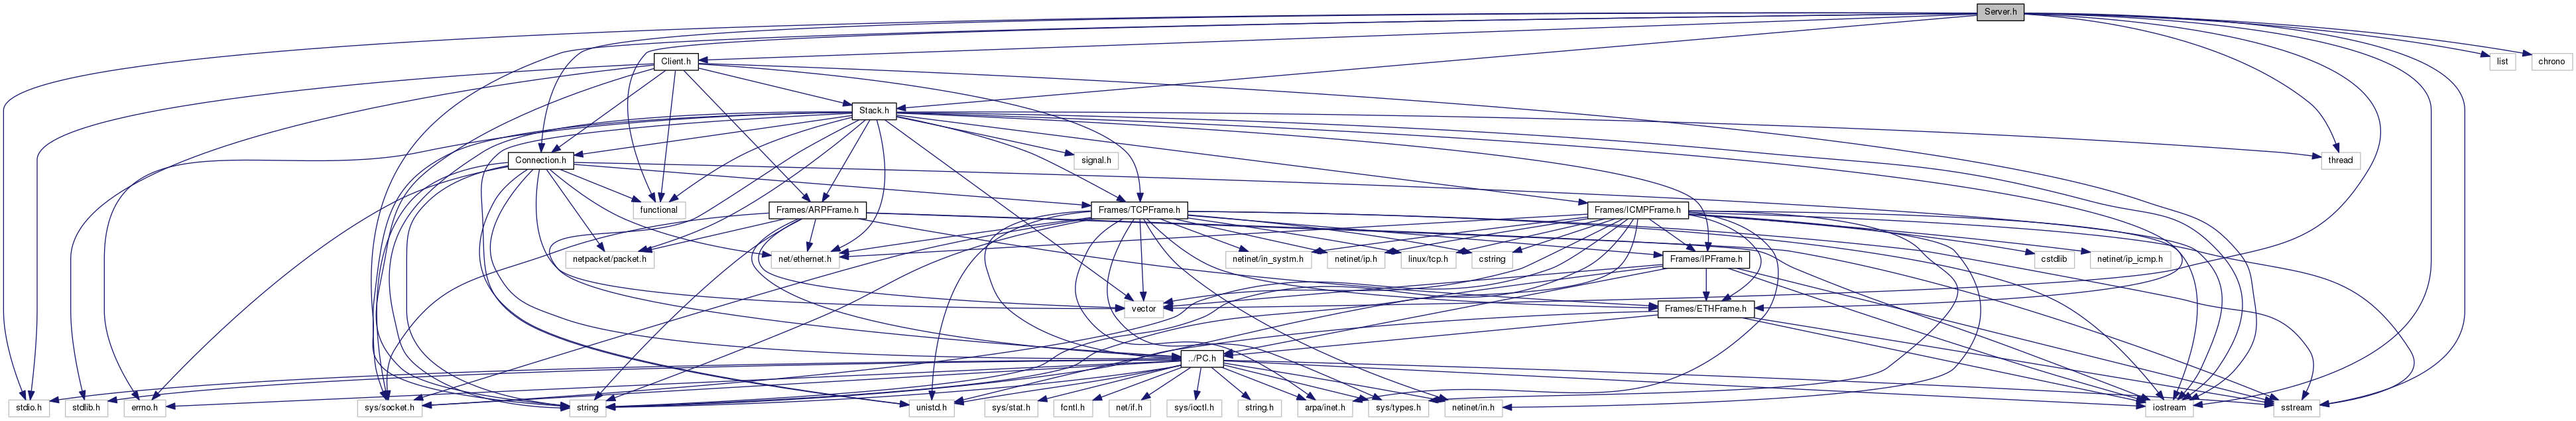 Server.h
Client.h
list
chrono
Stack.h
Connection.h
signal.h
thread
functional
Frames/ARPFrame.h
Frames/TCPFrame.h
Frames/ICMPFrame.h
netpacket/packet.h
net/ethernet.h
netinet/in_systm.h
netinet/ip.h
linux/tcp.h
cstring
Frames/IPFrame.h
cstdlib
netinet/ip_icmp.h
vector
Frames/ETHFrame.h
../PC.h
stdio.h
stdlib.h
errno.h
sys/socket.h
string
unistd.h
sys/stat.h
fcntl.h
net/if.h
sys/ioctl.h
string.h
arpa/inet.h
sys/types.h
netinet/in.h
iostream
sstream